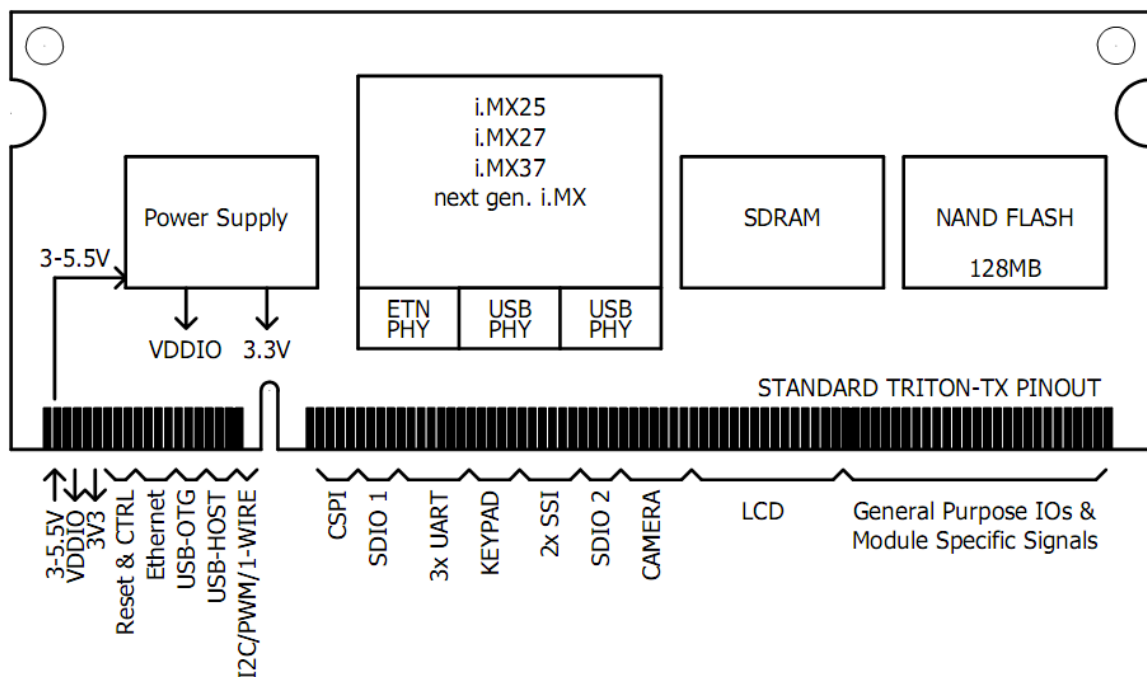 i.MX25
i.MX27
i.MX37
next gen. i.MX
Power Supply
SDRAM
NAND FLASH
128MB
3-5.5V
ETN
PHY
USB
PHY
USB
PHY
VDDIO
3.3V
STANDARD TRITON-TX PINOUT
3-5.5V
VDDIO
3V3
Reset & CTRL
Ethernet
USB-OTG
USB-HOST
I2C/PWM/1-WIRE
CSPI
SDIO 1
3x UART
KEYPAD
2x SSI
SDIO 2
CAMERA
LCD
General Purpose IOs &
Module Specific Signals